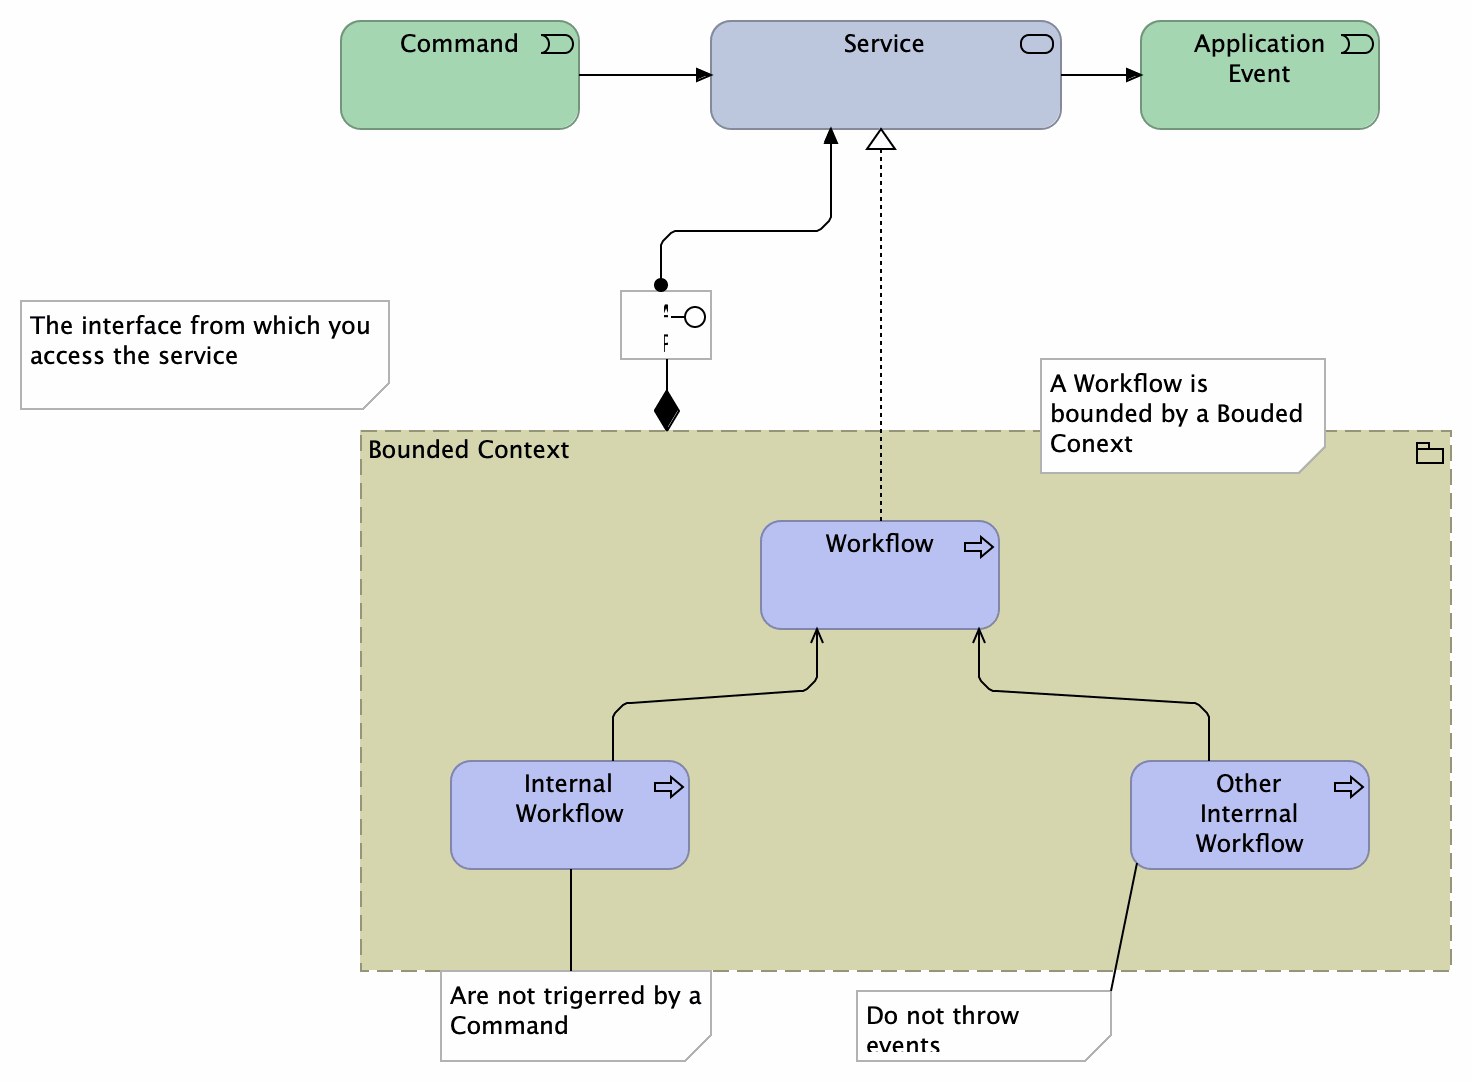 Command
Service
Application
Event
The interface from which you
access the service
A Workflow is
bounded by a Bouded
Conext
Bounded Context
Workflow
Internal
Workflow
Other
Interrnal
Workflow
Are not trigerred by a
Command
Do not throw
events